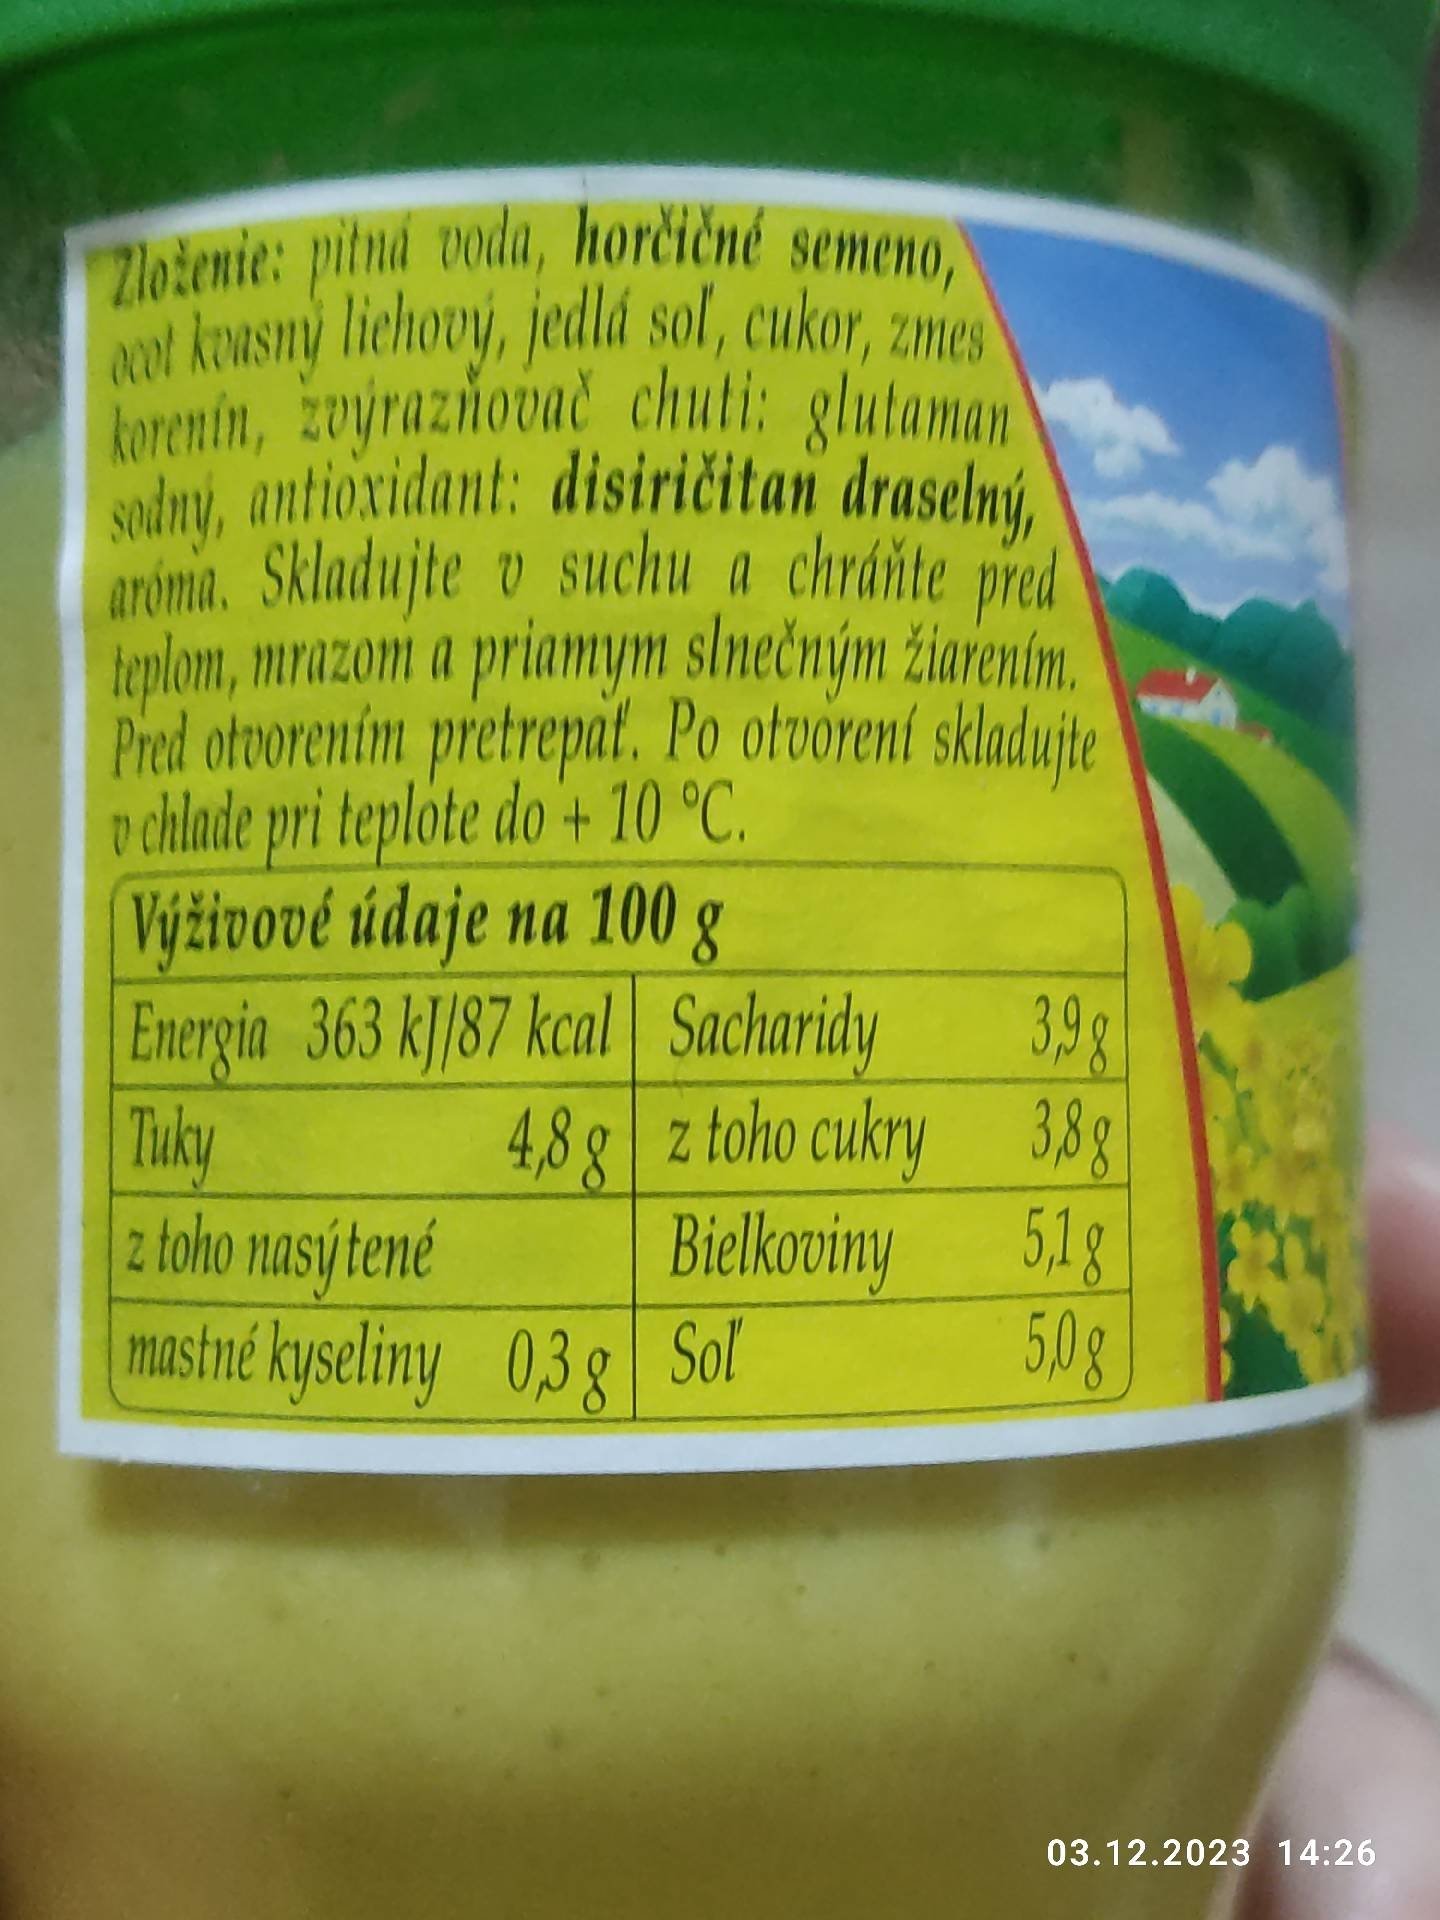 Zloženie: pitná voda, horčičné semeno,
ocot kvasný liehový, jedlá soľ, cukor, zmes
korenín, zvýrazňovač chuti: glutaman
sodný, antioxidant: disiričitan draselný,
aróma. Skladujte v suchu a chráňte pred
teplom, mrazom a priamym slnečným žiarením.
Pred otvorením pretrepať. Po otvorení skladujte
v chlade pri teplote do + 10 °C.
Výživové údaje na 100 g
Energia 363 kJ/87 kcal Sacharidy 3,9 g
Tuky 4,8 g z toho cukry 3,8 g
z toho nasýtené Bielkoviny 5,1 g
mastné kyseliny 0,3 g Soľ 5,0 g
03.12.2023 14:26